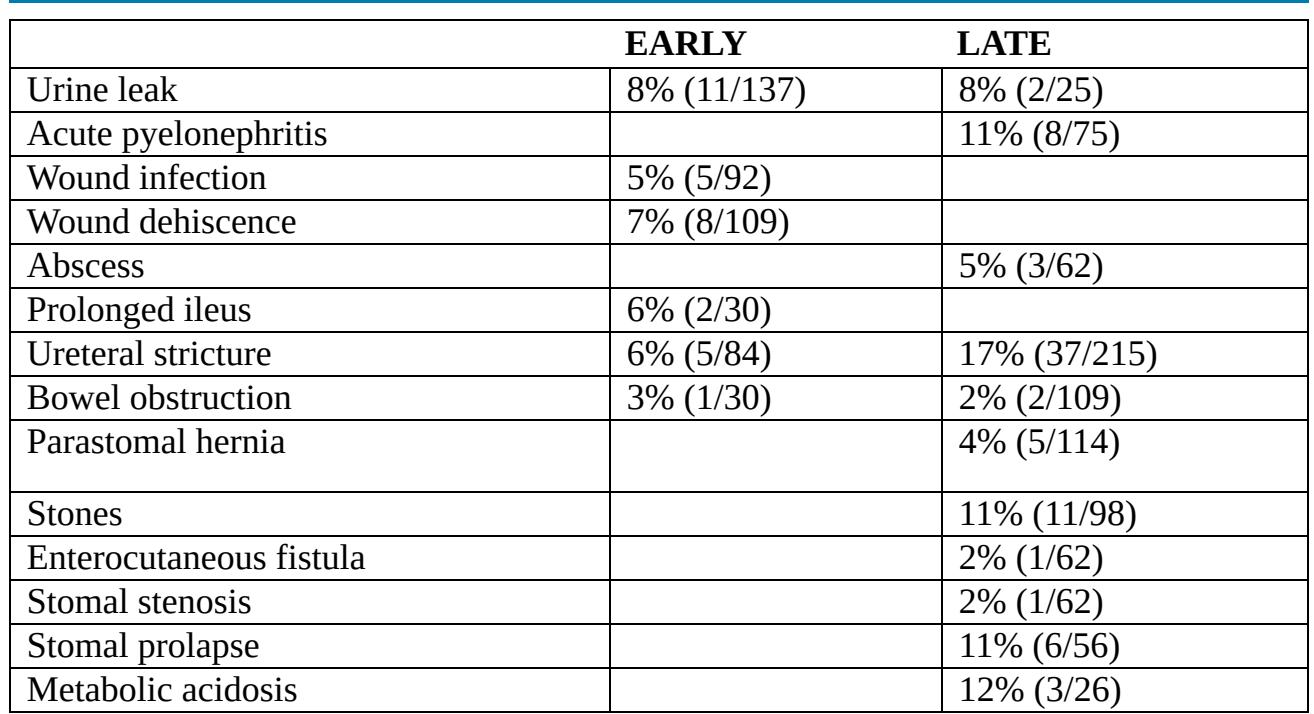 EARLY LATE
Urine leak 8% (11/137) 8% (2/25)
Acute pyelonephritis 11% (8/75)
Wound infection 5% (5/92)
Wound dehiscence 7% (8/109)
Abscess 5% (3/62)
Prolonged ileus 6% (2/30)
Ureteral stricture 6% (5/84) 17% (37/215)
Bowel obstruction 3% (1/30) 2% (2/109)
Parastomal hernia 4% (5/114)
Stones 11% (11/98)
Enterocutaneous fistula 2% (1/62)
Stomal stenosis 2% (1/62)
Stomal prolapse 11% (6/56)
Metabolic acidosis 12% (3/26)